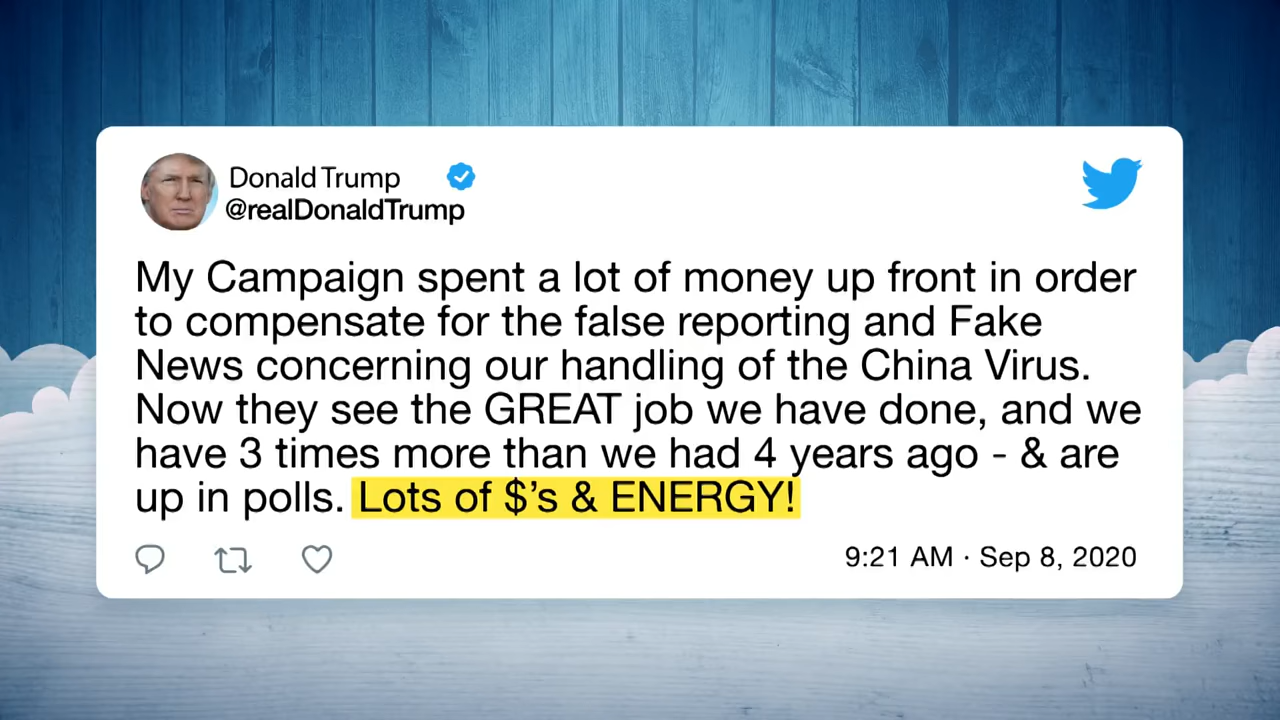 Donald Trump
@realDonaldTrump
My Campaign spent a lot of money up front in order
to compensate for the false reporting and Fake
News concerning our handling of the China Virus.
Now they see the GREAT job we have done, and we
have 3 times more than we had 4 years ago - & are
up in polls. Lots of $’s & ENERGY!
9:21 AM · Sep 8, 2020